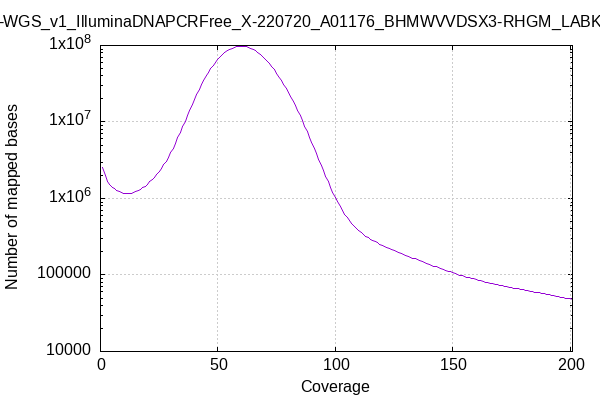 -WGS_v1_IlluminaDNAPCRFree_X-220720_A01176_BHMWVVDSX3-RHGM_LABK
Number of mapped bases
1x10^8
1x10^7
1x10^6
100000
10000
0 50 100 150 200
Coverage